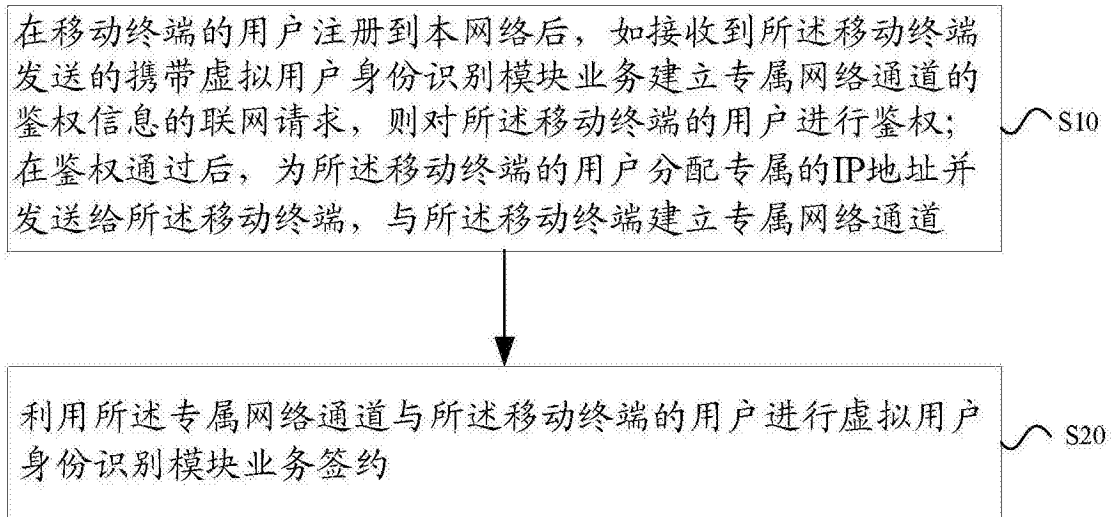 在移动终端的用户注册到本网络后，如接收到所述移动终端
发送的携带虚拟用户身份识别模块业务建立专属网络通道的
鉴权信息的联网请求，则对所述移动终端的用户进行鉴权；
在鉴权通过后，为所述移动终端的用户分配专属的IP地址并
发送给所述移动终端，与所述移动终端建立专属网络通道
S10
利用所述专属网络通道与所述移动终端的用户进行虚拟用户
身份识别模块业务签约
S20